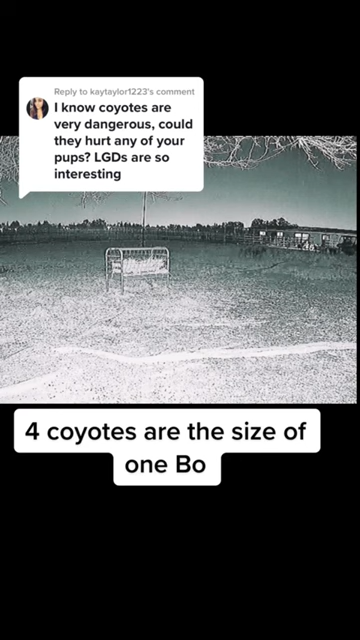 Reply to kaytaylor1223's comment
I know coyotes are
very dangerous, could
they hurt any of your
pups? LGDs are so
interesting
4 coyotes are the size of
one Bo